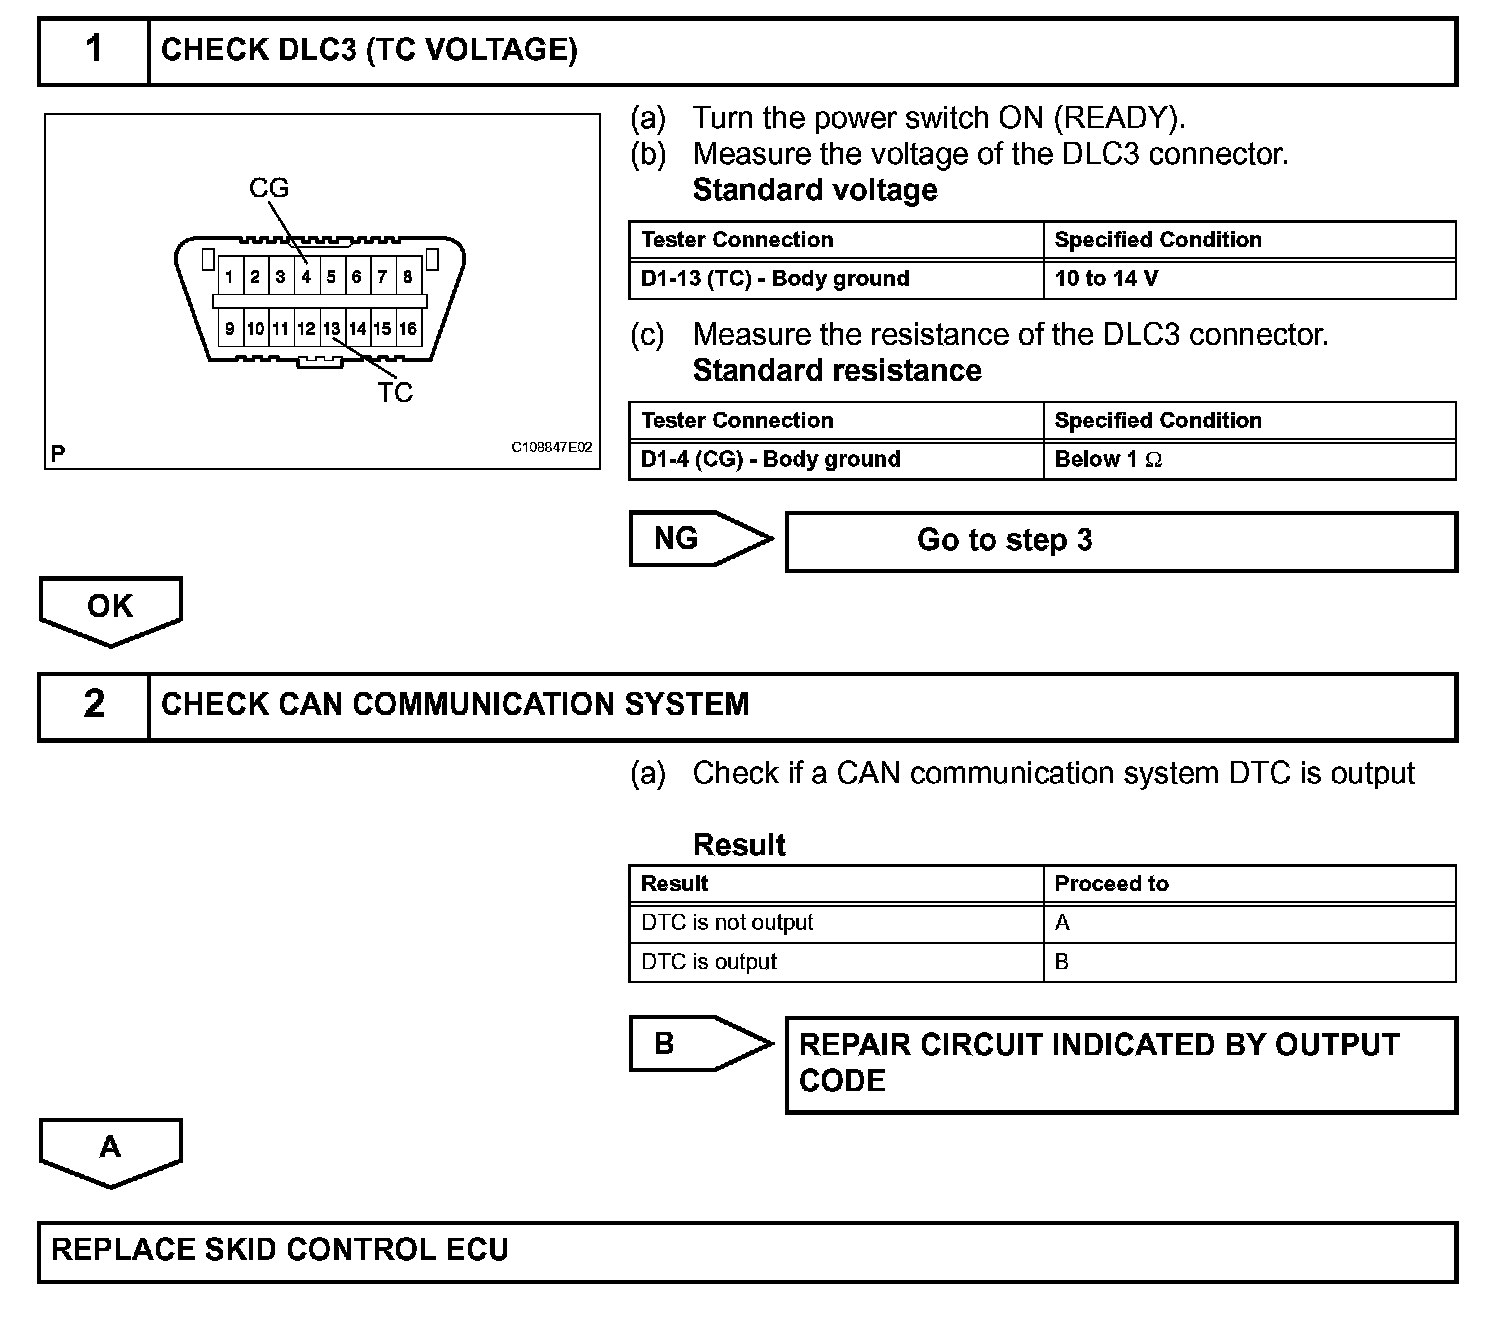 1 CHECK DLC3 (TC VOLTAGE)
CG
1 2 3 4 5 6 7 8
9 10 11 12 13 14 15 16
TC
P
C108847E02
(a) Turn the power switch ON (READY).
(b) Measure the voltage of the DLC3 connector.
Standard voltage
Tester Connection Specified Condition
D1-13 (TC) - Body ground 10 to 14 V
(c) Measure the resistance of the DLC3 connector.
Standard resistance
Tester Connection Specified Condition
D1-4 (CG) - Body ground Below 1 Ω
NG Go to step 3
OK
2 CHECK CAN COMMUNICATION SYSTEM
(a) Check if a CAN communication system DTC is output
Result
Result Proceed to
DTC is not output A
DTC is output B
B REPAIR CIRCUIT INDICATED BY OUTPUT
CODE
A
REPLACE SKID CONTROL ECU